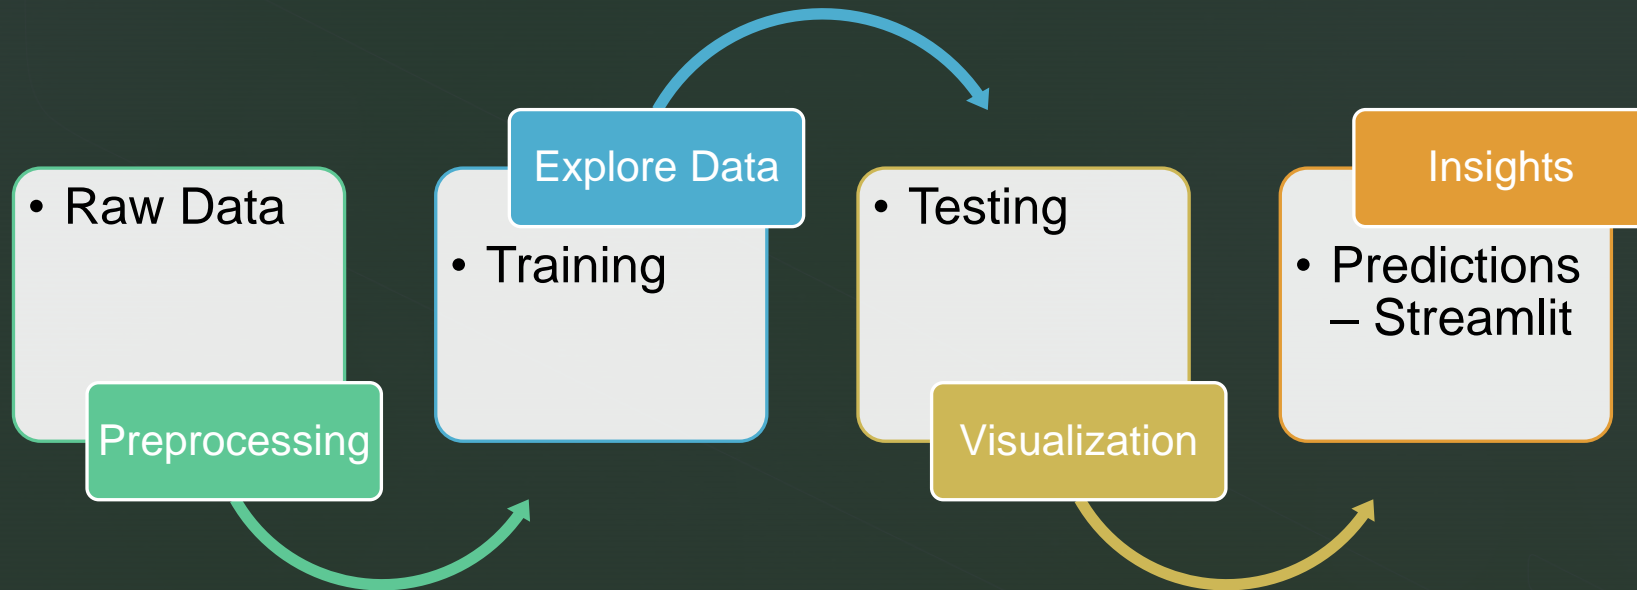 • Raw Data
Preprocessing
Explore Data
• Training
• Testing
Visualization
Insights
• Predictions
– Streamlit